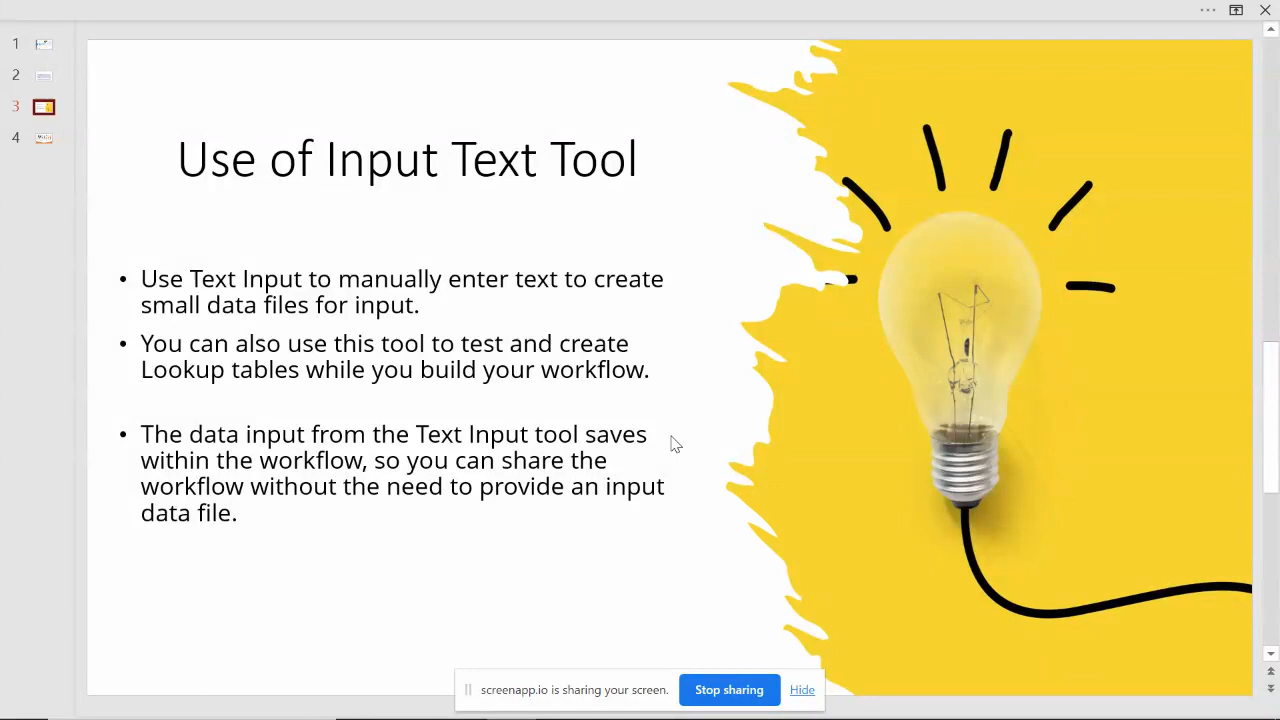 1
2
3
4
Use of Input Text Tool
• Use Text Input to manually enter text to create
small data files for input.
• You can also use this tool to test and create
Lookup tables while you build your workflow.
• The data input from the Text Input tool saves
within the workflow, so you can share the
workflow without the need to provide an input
data file.
screenapp.io is sharing your screen. Stop sharing Hide